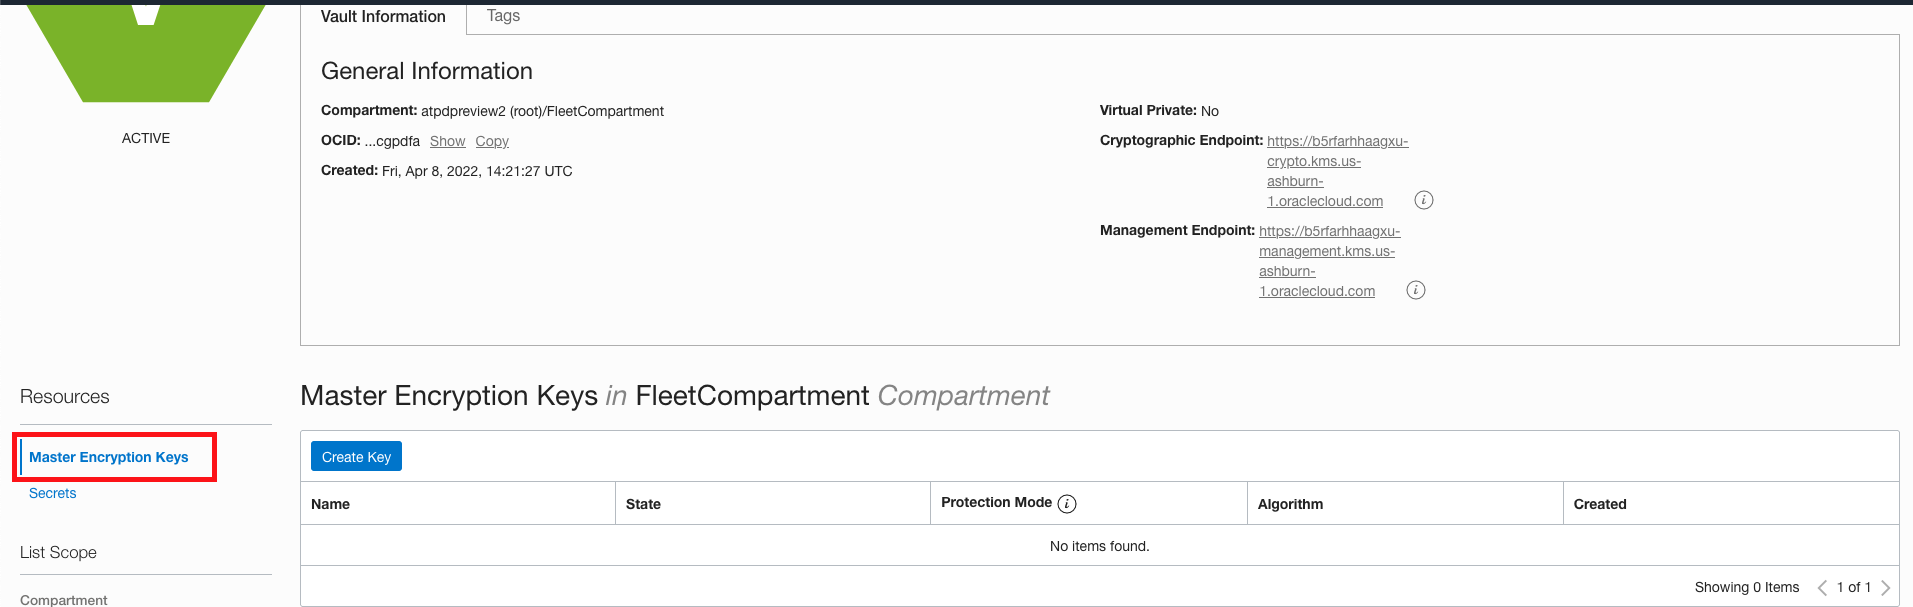 Vault Information
Tags
General Information
Compartment: atpdpreview2 (root)/FleetCompartment
OCID: ...cgpdfa Show Copy
Created: Fri, Apr 8, 2022, 14:21:27 UTC
Virtual Private: No
Cryptographic Endpoint: https://b5rfarhhaagxu-
crypto.kms.us-
ashburn-
1.oraclecloud.com
Management Endpoint: https://b5rfarhhaagxu-
management.kms.us-
ashburn-
1.oraclecloud.com
ACTIVE
Resources
Master Encryption Keys
Secrets
List Scope
Compartment
Master Encryption Keys in FleetCompartment Compartment
Create Key
Name State Protection Mode Algorithm Created
No items found.
Showing 0 Items 1 of 1